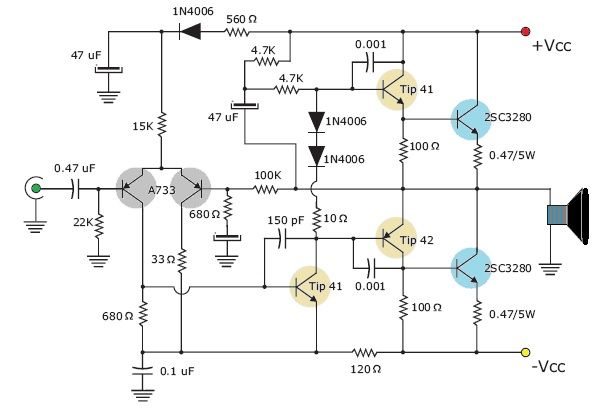 1N4006
560 Ω
+Vcc
47 uF
4.7K
0.001
4.7K
Tip 41
47 uF
1N4006
2SC3280
15K
1N4006
100 Ω
0.47/5W
0.47 uF
A733
100K
680 Ω
22K
150 pF
10 Ω
Tip 42
33 Ω
2SC3280
Tip 41
0.001
680 Ω
100 Ω
0.47/5W
0.1 uF
120 Ω
-Vcc